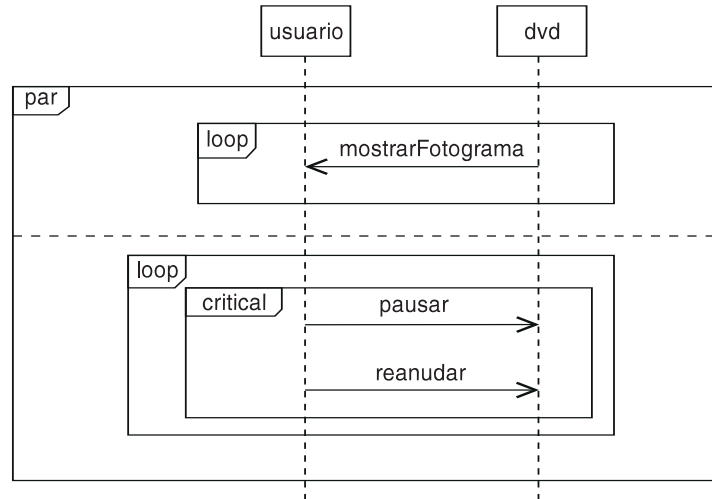 usuario
dvd
par
loop
mostrarFotograma
loop
critical
pausar
reanudar